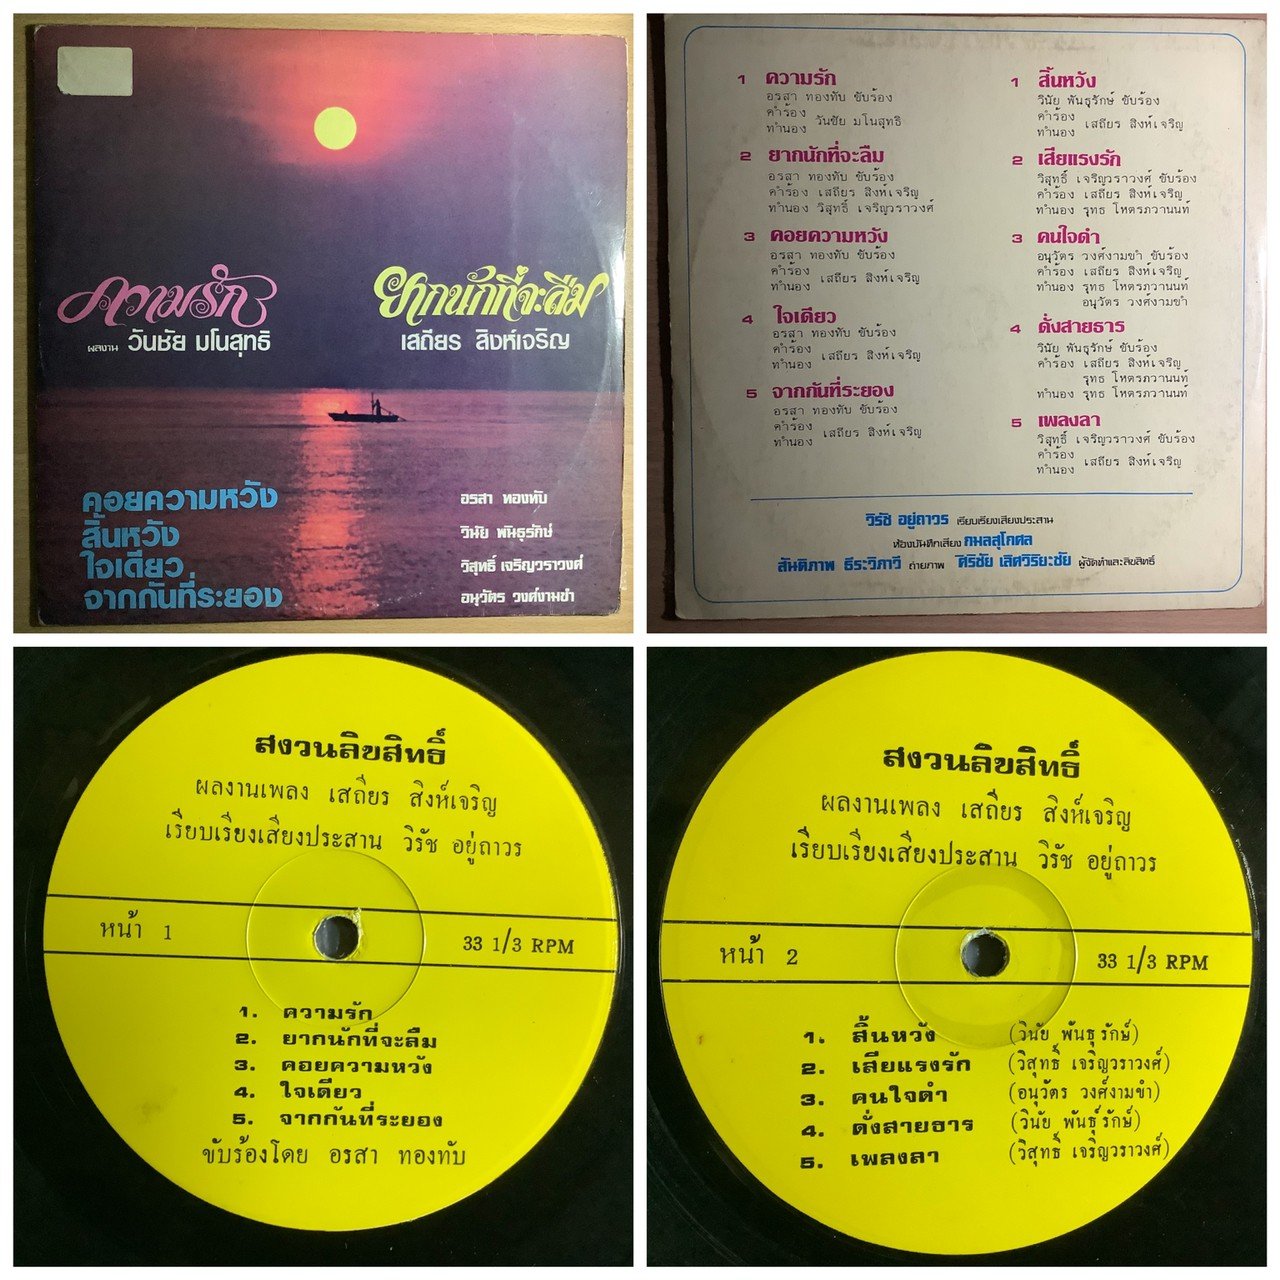 ความรัก
ผลงาน วันชัย มโนสุทธิ
ยากนักที่จะลืม
เสถียร สิงห์เจริญ
คอยความหวัง
สิ้นหวัง
ใจเดียว
จากกันที่ระยอง
อรสา ทองทับ
วินัย พันธุรักษ์
วิสุทธิ์ เจริญวราวงศ์
อนุวัตร วงศ์งามขำ
1 ความรัก
อรสา ทองทับ ขับร้อง
คำร้อง
ทำนอง วันชัย มโนสุทธิ
2 ยากนักที่จะลืม
อรสา ทองทับ ขับร้อง
คำร้อง เสถียร สิงห์เจริญ
ทำนอง วิสุทธิ์ เจริญวราวงศ์
3 คอยความหวัง
อรสา ทองทับ ขับร้อง
คำร้อง
ทำนอง เสถียร สิงห์เจริญ
4 ใจเดียว
อรสา ทองทับ ขับร้อง
คำร้อง
ทำนอง เสถียร สิงห์เจริญ
5 จากกันที่ระยอง
อรสา ทองทับ ขับร้อง
คำร้อง
ทำนอง เสถียร สิงห์เจริญ
1 สิ้นหวัง
วินัย พันธุรักษ์ ขับร้อง
คำร้อง
ทำนอง เสถียร สิงห์เจริญ
2 เสียแรงรัก
วิสุทธิ์ เจริญวราวงศ์ ขับร้อง
คำร้อง เสถียร สิงห์เจริญ
ทำนอง รุทธ โหตรภวานนท์
3 คนใจดำ
อนุวัตร วงศ์งามขำ ขับร้อง
คำร้อง เสถียร สิงห์เจริญ
ทำนอง รุทธ โหตรภวานนท์
อนุวัตร วงศ์งามขำ
4 ดั่งสายธาร
วินัย พันธุรักษ์ ขับร้อง
คำร้อง เสถียร สิงห์เจริญ
รุทธ โหตรภวานนท์
ทำนอง รุทธ โหตรภวานนท์
5 เพลงลา
วิสุทธิ์ เจริญวราวงศ์ ขับร้อง
คำร้อง
ทำนอง เสถียร สิงห์เจริญ
วิรัช อยู่ถาวร เรียบเรียงเสียงประสาน
ห้องบันทึกเสียง กมลสุโกศล
สันติภาพ ธีระวิภาวี ถ่ายภาพ ศิริชัย เลิศวิริยะชัย ผู้จัดทำและลิขสิทธิ์
สงวนลิขสิทธิ์
ผลงานเพลง เสถียร สิงห์เจริญ
เรียบเรียงเสียงประสาน วิรัช อยู่ถาวร
หน้า 1
33 1/3 RPM
1. ความรัก
2. ยากนักที่จะลืม
3. คอยความหวัง
4. ใจเดียว
5. จากกันที่ระยอง
ขับร้องโดย อรสา ทองทับ
สงวนลิขสิทธิ์
ผลงานเพลง เสถียร สิงห์เจริญ
เรียบเรียงเสียงประสาน วิรัช อยู่ถาวร
หน้า 2
33 1/3 RPM
1. สิ้นหวัง (วินัย พันธุรักษ์)
2. เสียแรงรัก (วิสุทธิ์ เจริญวราวงศ์)
3. คนใจดำ (อนุวัตร วงศ์งามขำ)
4. ดั่งสายธาร (วินัย พันธุ์รักษ์)
5. เพลงลา (วิสุทธิ์ เจริญวราวงศ์)